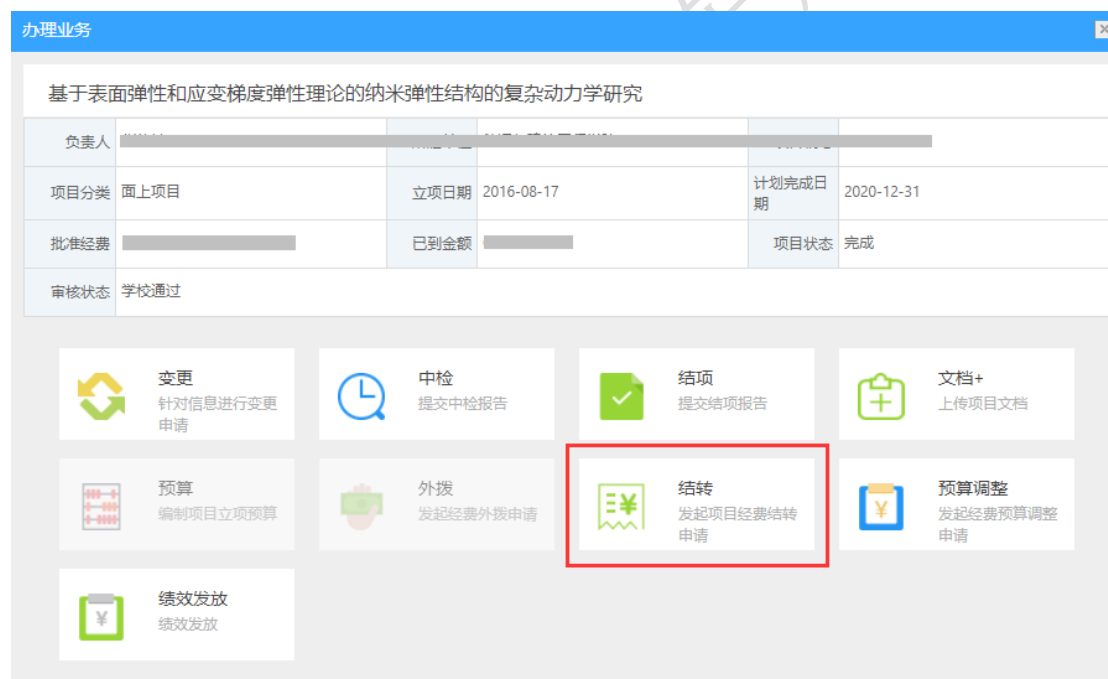 办理业务
基于表面弹性和应变梯度弹性理论的纳米弹性结构的复杂动力学研究
负责人
项目分类 面上项目 立项日期 2016-08-17 计划完成日期 2020-12-31
批准经费 已到金额 项目状态 完成
审核状态 学校通过
变更 中检 结项 文档+
针对信息进行变更 提交中检报告 提交结项报告 上传项目文档
申请
预算 外拨 结转 预算调整
编制项目立项预算 发起经费外拨申请 发起项目经费结转 发起经费预算调整
申请 申请
绩效发放
绩效发放